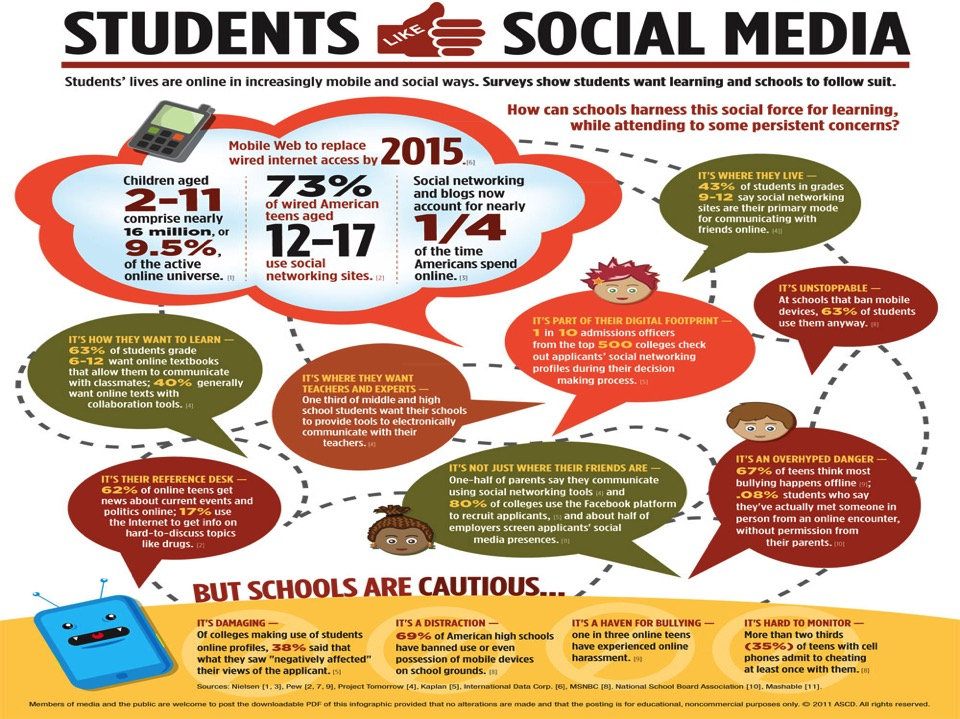 STUDENTS LIKE SOCIAL MEDIA
Students' lives are online in increasingly mobile and social ways. Surveys show students want learning and schools to follow suit.
How can schools harness this social force for learning,
while attending to some persistent concerns?
Mobile Web to replace
wired internet access by 2015. [6]
Children aged
2–11
comprise nearly
16 million, or
9.5%,
of the active
online universe. [1]
73%
of wired American
teens aged
12–17
use social
networking sites. [2]
Social networking
and blogs now
account for nearly
1/4
of the time
Americans spend
online. [3]
IT'S WHERE THEY LIVE —
43% of students in grades
9-12 say social networking
sites are their primary mode
for communicating with
friends online. [4]]
IT'S UNSTOPPABLE —
At schools that ban mobile
devices, 63% of students
use them anyway. [8]
IT'S PART OF THEIR DIGITAL FOOTPRINT —
1 in 10 admissions officers
from the top 500 colleges check
out applicants' social networking
profiles during their decision
making process. [5]
IT'S HOW THEY WANT TO LEARN —
63% of students grade
6-12 want online textbooks
that allow them to communicate
with classmates; 40% generally
want online texts with
collaboration tools. [4]
IT'S WHERE THEY WANT
TEACHERS AND EXPERTS —
One third of middle and high
school students want their schools
to provide tools to electronically
communicate with their
teachers. [4]
IT'S THEIR REFERENCE DESK —
62% of online teens get
news about current events and
politics online; 17% use
the Internet to get info on
hard-to-discuss topics
like drugs. [2]
IT'S NOT JUST WHERE THEIR FRIENDS ARE —
One-half of parents say they communicate
using social networking tools [4] and
80% of colleges use the Facebook platform
to recruit applicants, [5] and about half of
employers screen applicants' social
media presences. [11]
IT'S AN OVERHYPED DANGER —
67% of teens think most
bullying happens offline [9];
.08% students who say
they've actually met someone in
person from an online encounter,
without permission from
their parents. [10]
BUT SCHOOLS ARE CAUTIOUS...
IT'S DAMAGING —
Of colleges making use of students
online profiles, 38% said that
what they saw "negatively affected"
their views of the applicant. [5]
IT'S A DISTRACTION —
69% of American high schools
have banned use or even
possession of mobile devices
on school grounds. [8]
IT'S A HAVEN FOR BULLYING —
one in three online teens
have experienced online
harassment. [9]
IT'S HARD TO MONITOR —
More than two thirds
(35%) of teens with cell
phones admit to cheating
at least once with them. [8]
Sources: Nielsen [1, 3], Pew [2, 7, 9], Project Tomorrow [4], Kaplan [5], International Data Corp. [6], MSNBC [8], National School Board Association [10], Mashable [11].
Members of media and the public are welcome to post the downloadable PDF of this infographic provided that no alterations are made and that the posting is for educational, noncommercial purposes only. © 2011 ASCD. All rights reserved.